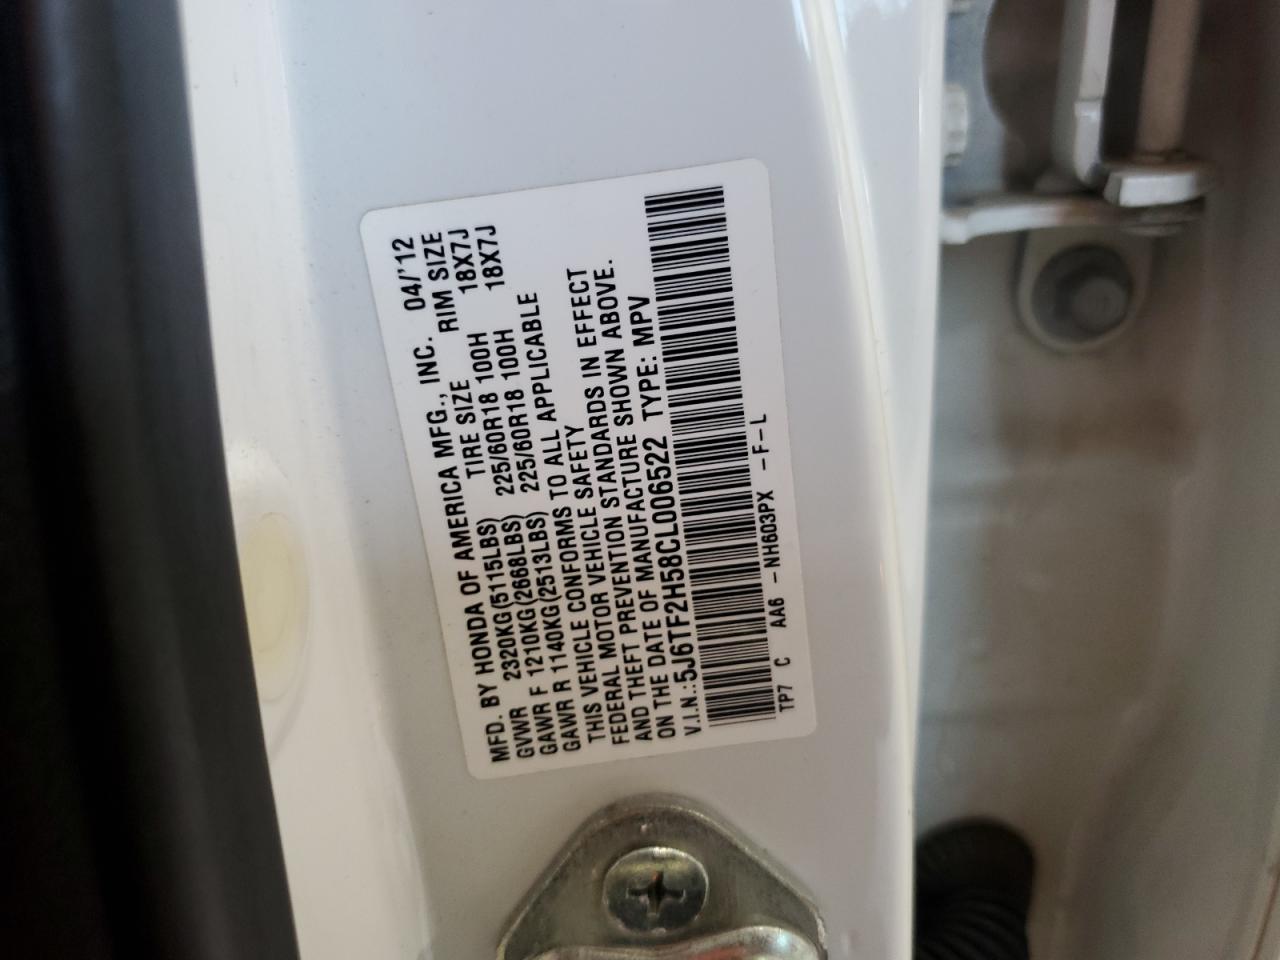 MFD. BY HONDA OF AMERICA MFG., INC. 04/'12
TIRE SIZE RIM SIZE
GVWR 2320KG(5115LBS)
GAWR F 1210KG(2668LBS) 225/60R18 100H 18X7J
GAWR R 1140KG(2513LBS) 225/60R18 100H 18X7J
THIS VEHICLE CONFORMS TO ALL APPLICABLE
FEDERAL MOTOR VEHICLE SAFETY
AND THEFT PREVENTION STANDARDS IN EFFECT
ON THE DATE OF MANUFACTURE SHOWN ABOVE.
V.I.N.:5J6TF2H58CL006522 TYPE: MPV
TP7 C AA6 -NH603PX -F-L